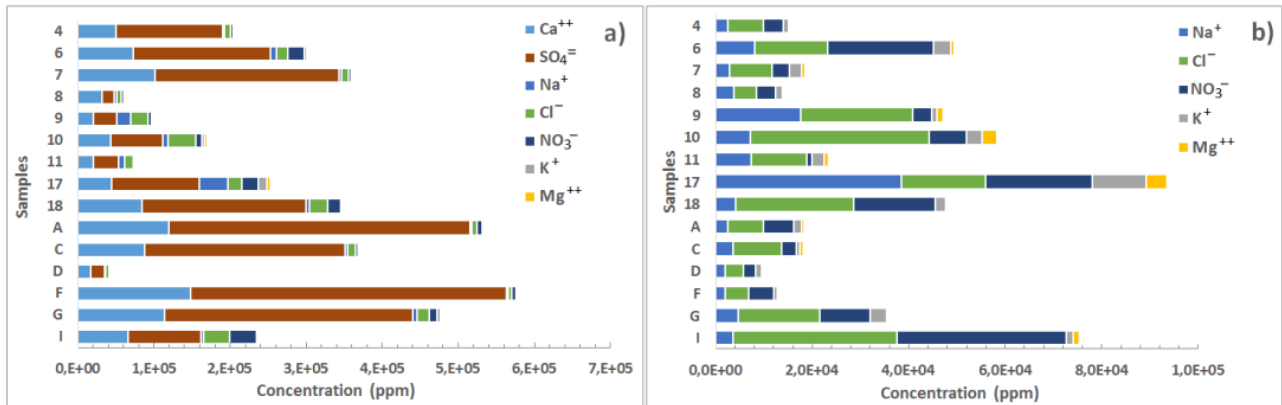 a)
Samples
4
6
7
8
9
10
11
17
18
A
C
D
F
G
I
Ca⁺⁺
SO₄⁼
Na⁺
Cl⁻
NO₃⁻
K⁺
Mg⁺⁺
0,E+00 1,E+05 2,E+05 3,E+05 4,E+05 5,E+05 6,E+05 7,E+05
Concentration (ppm)
b)
Samples
4
6
7
8
9
10
11
17
18
A
C
D
F
G
I
Na⁺
Cl⁻
NO₃⁻
K⁺
Mg⁺⁺
0,0E+00 2,0E+04 4,0E+04 6,0E+04 8,0E+04 1,0E+05
Concentration (ppm)